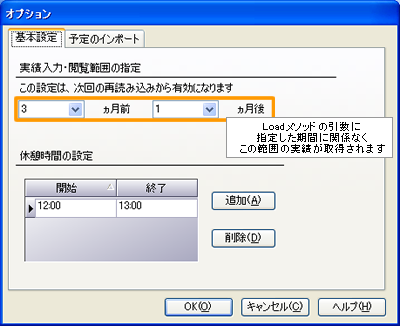 オプション
基本設定
予定のインポート
実績入力・閲覧範囲の指定
この設定は、次回の再読み込みから有効になります
3 ヵ月前 1 ヵ月後
Loadメソッドの引数に
指定した期間に関係なく
この範囲の実績が取得されます
休憩時間の設定
開始 終了
12:00 13:00
追加(A)
削除(D)
OK(O) キャンセル(C) ヘルプ(H)